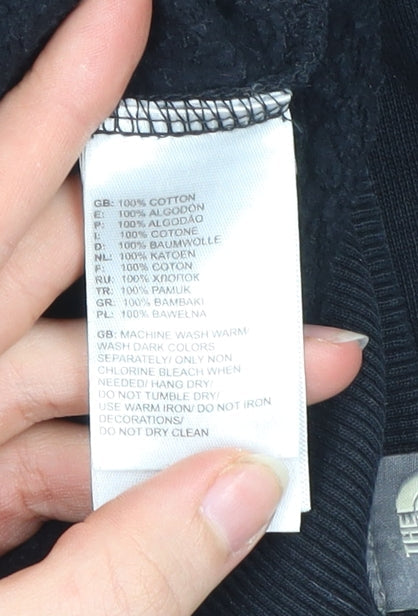 GB: 100% COTTON
E: 100% ALGODÓN
P: 100% ALGODÃO
I: 100% COTONE
D: 100% BAUMWOLLE
NL: 100% KATOEN
F: 100% COTON
RU: 100% ХЛОПОК
TR: 100% PAMUK
GR: 100% BAMBAKI
PL: 100% BAWEŁNA
GB: MACHINE WASH WARM/
WASH DARK COLORS
SEPARATELY/ ONLY NON
CHLORINE BLEACH WHEN
NEEDED/ HANG DRY/
DO NOT TUMBLE DRY/
USE WARM IRON/ DO NOT IRON
DECORATIONS/
DO NOT DRY CLEAN
THE